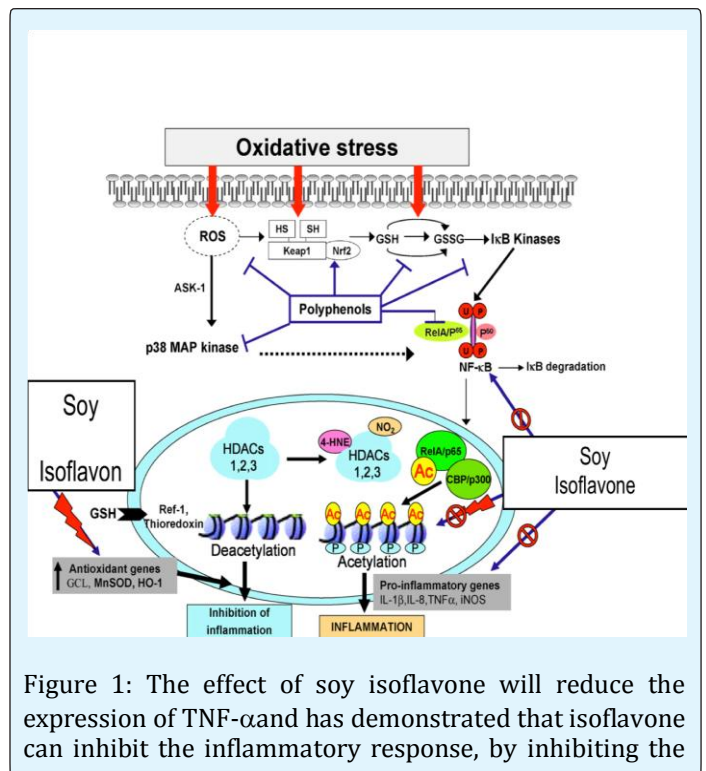 Oxidative stress
HS
SH
ROS
Keap1
Nrf2
GSH
GSSG
IκB Kinases
ASK-1
Polyphenols
U
P
RelA/P65
P50
p38 MAP kinase
U
P
NF-κB
IκB degradation
Soy
Isoflavon
Soy
Isoflavone
NO2
4-HNE
HDACs
1,2,3
HDACs
1,2,3
RelA/p65
Ac
CBP/p300
GSH
Ref-1,
Thioredoxin
Ac
Ac
Ac
Ac
Deacetylation
P
P
P
P
Acetylation
Antioxidant genes
GCL, MnSOD, HO-1
Pro-inflammatory genes
IL-1β,IL-8,TNFα, iNOS
Inhibition of
inflammation
INFLAMMATION
Figure 1: The effect of soy isoflavone will reduce the
expression of TNF-αand has demonstrated that isoflavone
can inhibit the inflammatory response, by inhibiting the